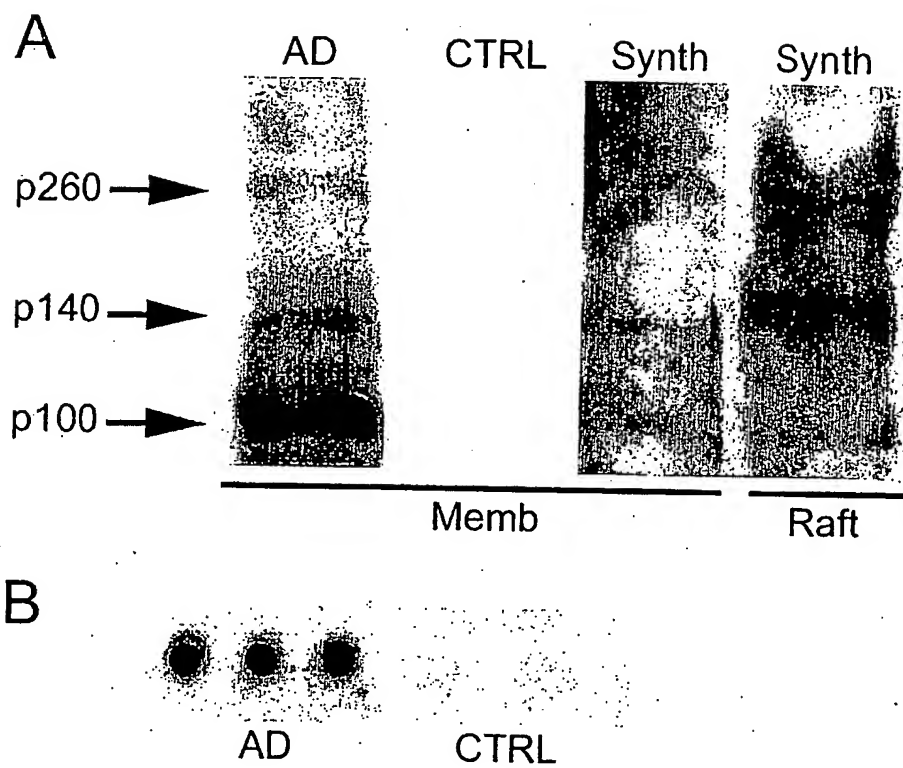 A
AD CTRL Synth Synth
p260
p140
p100
Memb Raft
B
AD CTRL